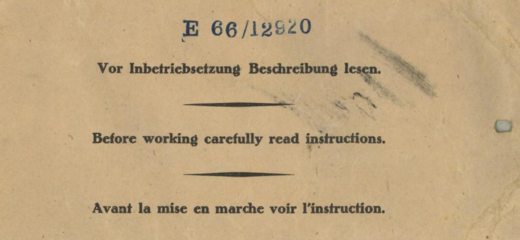 E 66/12920
Vor Inbetriebsetzung Beschreibung lesen.
Before working carefully read instructions.
Avant la mise en marche voir l'instruction.